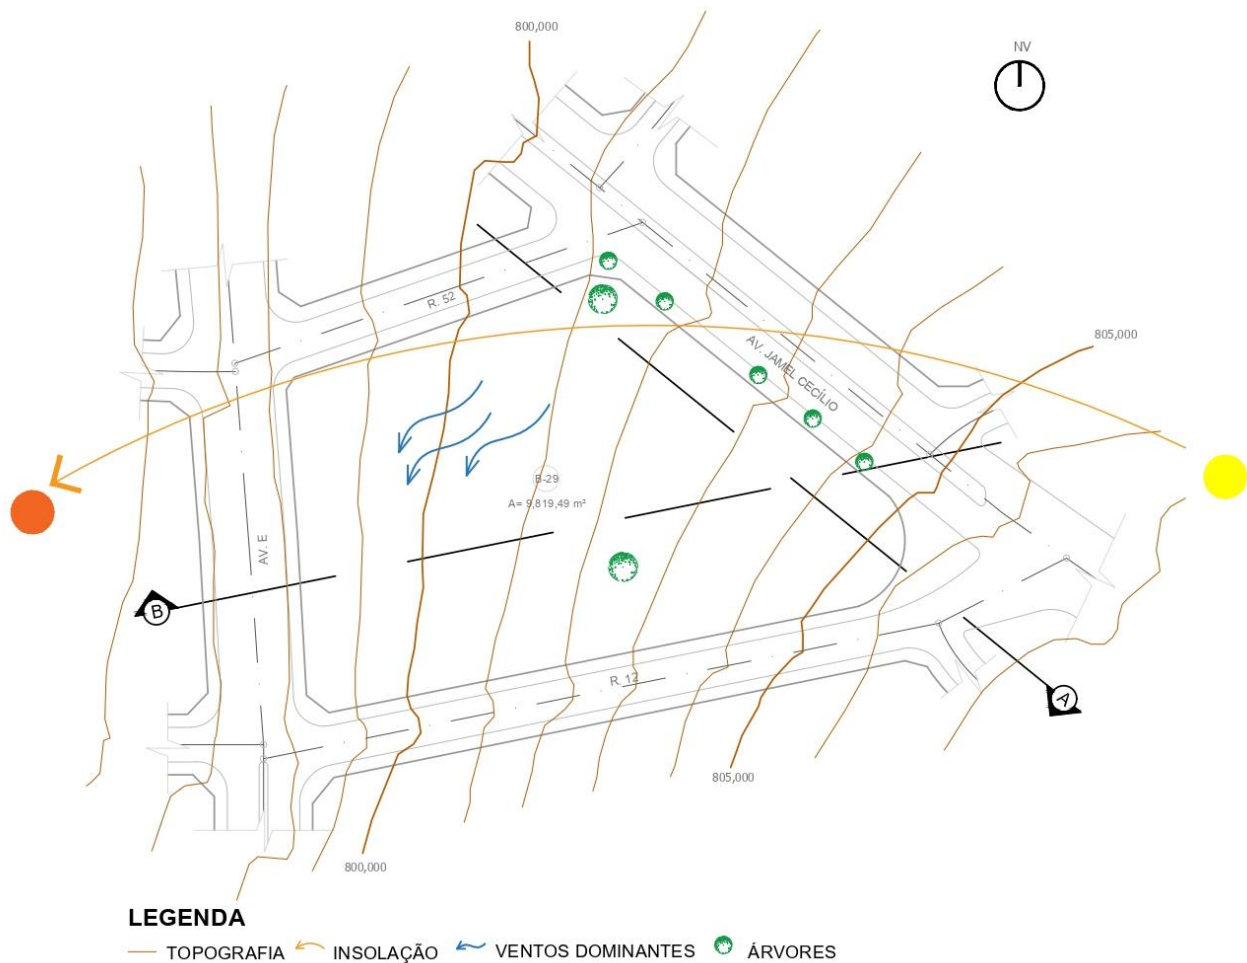 800,000
NV
R. 52
AV. JAMEL CECÍLIO
805,000
B-29
A= 9,819,49 m²
AV. E
B
R. 12
A
805,000
800,000
LEGENDA
TOPOGRAFIA INSOLAÇÃO VENTOS DOMINANTES ÁRVORES